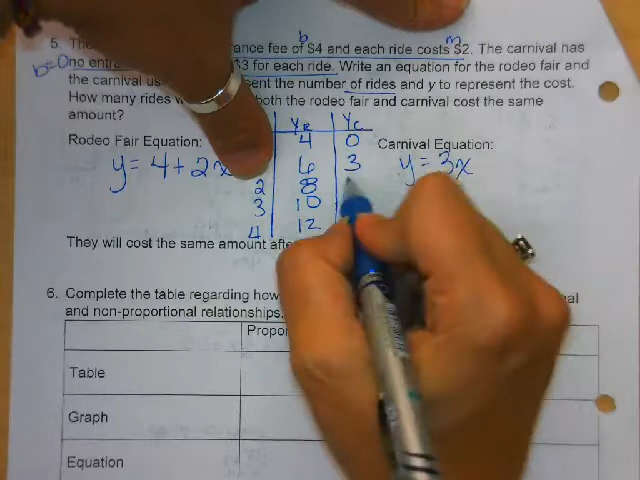 b m
5. The rance fee of $4 and each ride costs $2. The carnival has
b=0 no entr $3 for each ride. Write an equation for the rodeo fair and
the carnival us ent the number of rides and y to represent the cost.
How many rides w both the rodeo fair and carnival cost the same
amount?
YR YC
Rodeo Fair Equation: 4 0 Carnival Equation:
y = 4 + 2x 6 3 y = 3x
2 8
3 10
4 12
They will cost the same amount afte
6. Complete the table regarding how nal
and non-proportional relationships.
Propo
Table
Graph
Equation